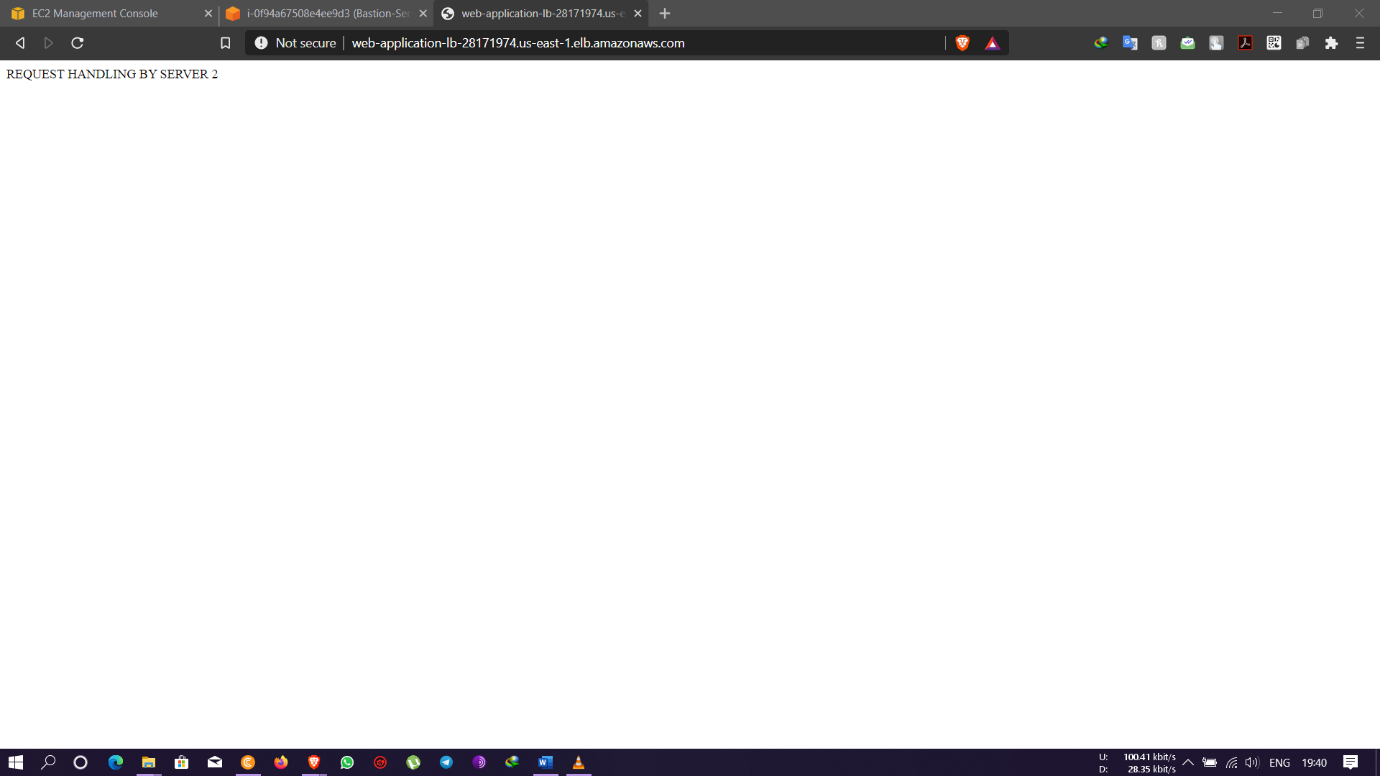 EC2 Management Console
i-0f94a67508e4ee9d3 (Bastion-Ser
web-application-lb-28171974.us-e
Not secure
web-application-lb-28171974.us-east-1.elb.amazonaws.com
REQUEST HANDLING BY SERVER 2
U: 100.41 kbit/s
D: 28.35 kbit/s
ENG
19:40